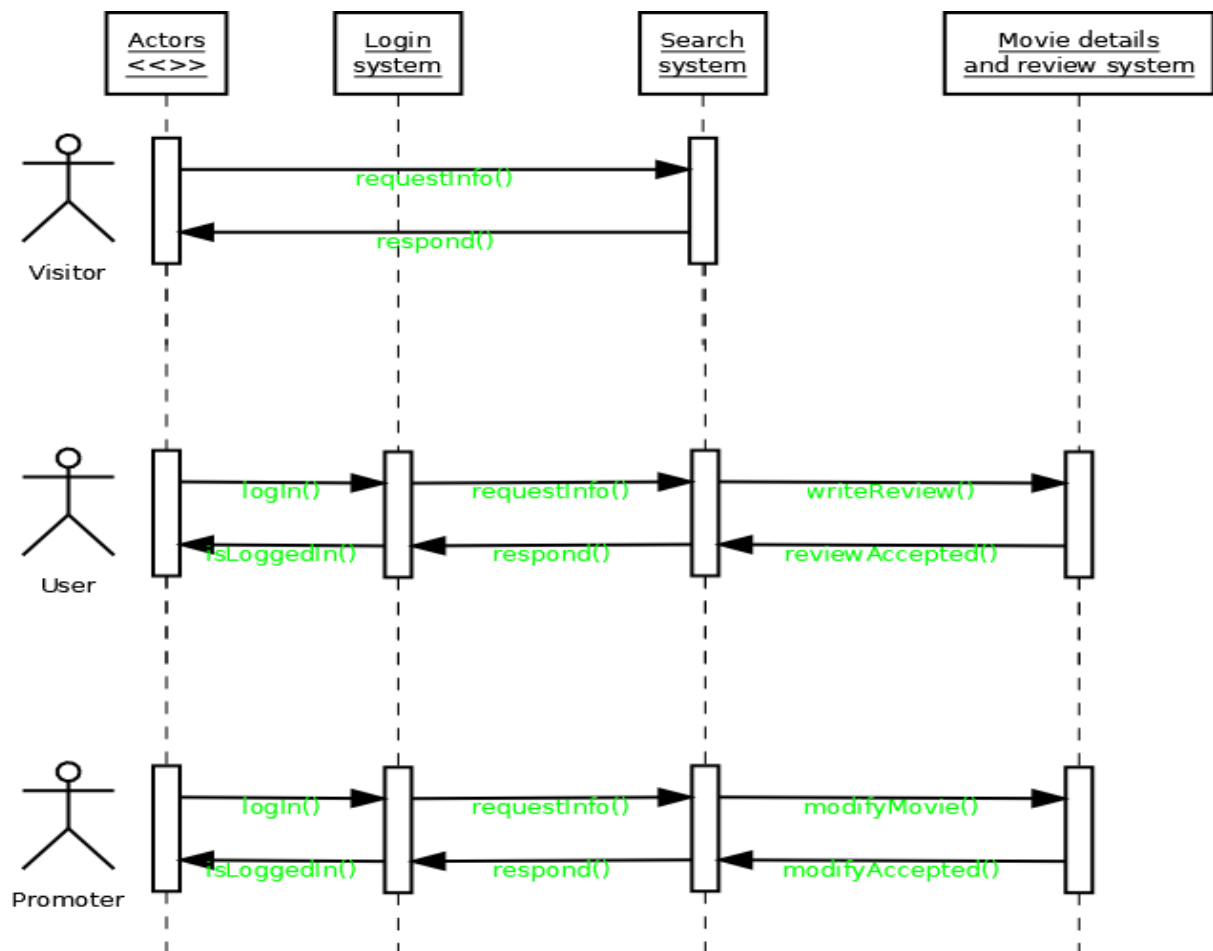 Actors
<<>>
Login
system
Search
system
Movie details
and review system
requestInfo()
respond()
Visitor
logIn()
requestInfo()
writeReview()
isLoggedIn()
respond()
reviewAccepted()
User
logIn()
requestInfo()
modifyMovie()
isLoggedIn()
respond()
modifyAccepted()
Promoter